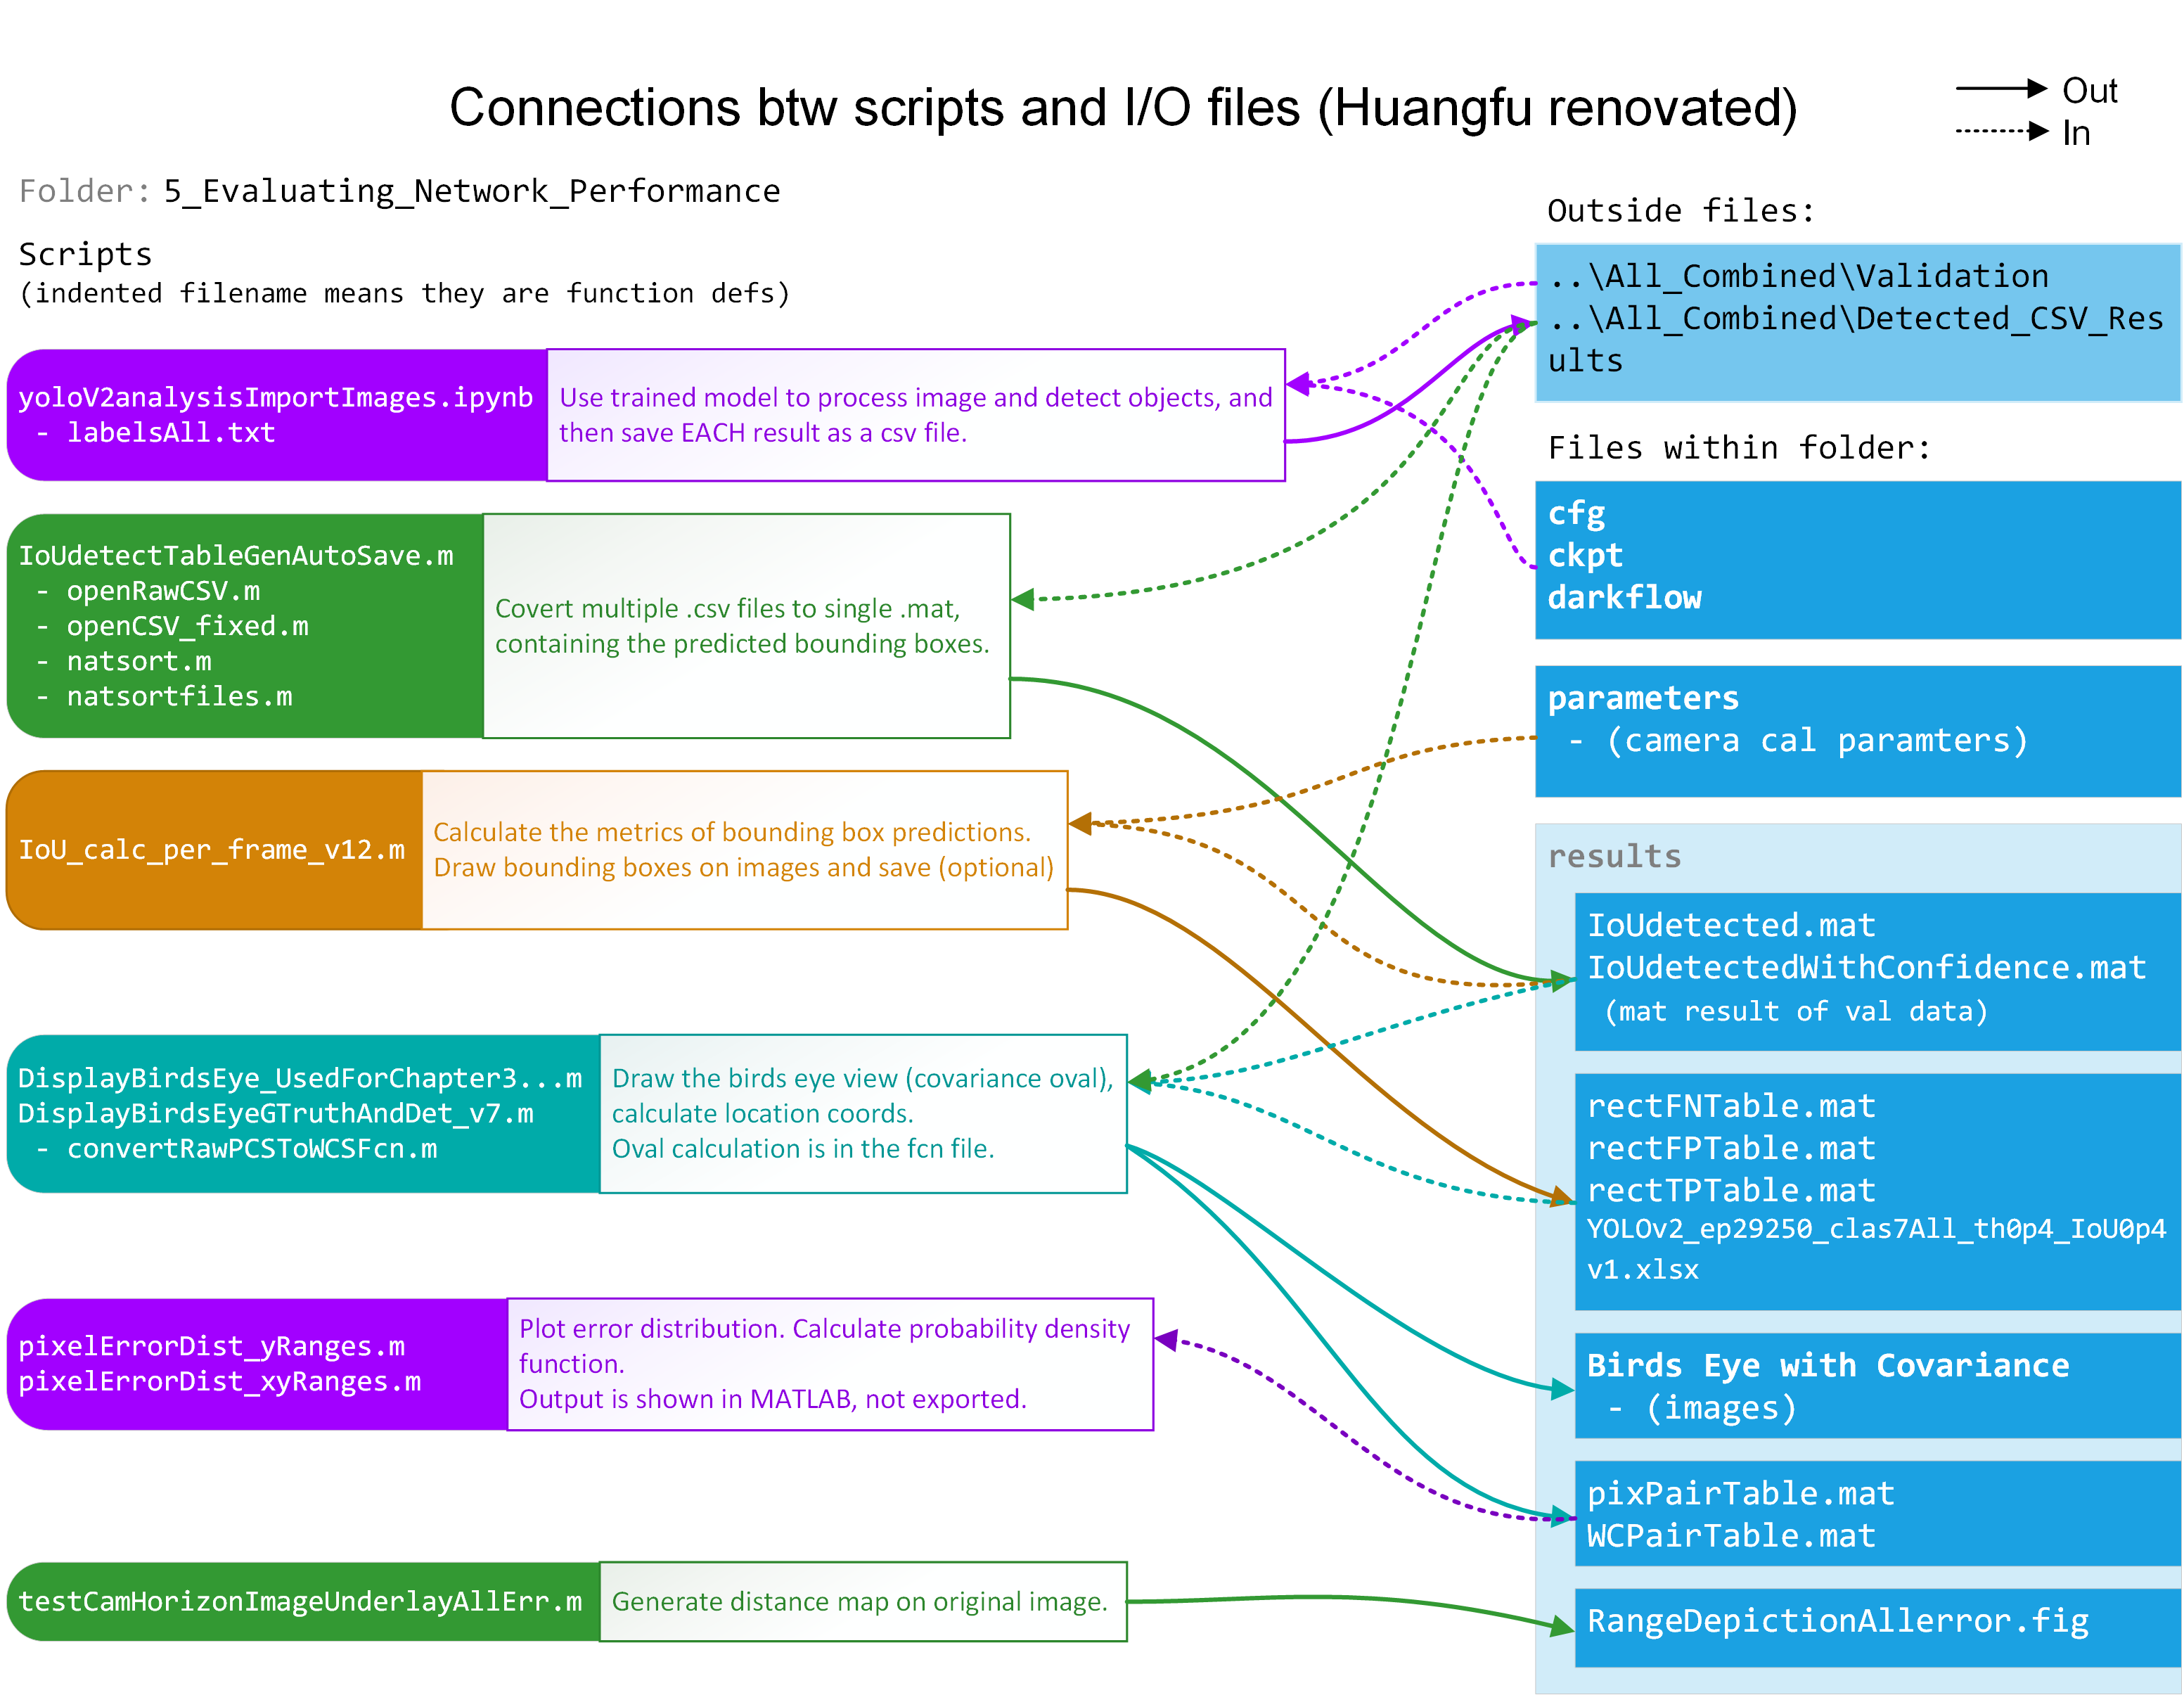 Connections btw scripts and I/O files (Huangfu renovated)
Out
In
Folder: 5_Evaluating_Network_Performance
Scripts
(indented filename means they are function defs)
yoloV2analysisImportImages.ipynb
- labelsAll.txt
Use trained model to process image and detect objects, and
then save EACH result as a csv file.
IoUdetectTableGenAutoSave.m
- openRawCSV.m
- openCSV_fixed.m
- natsort.m
- natsortfiles.m
Covert multiple .csv files to single .mat,
containing the predicted bounding boxes.
IoU_calc_per_frame_v12.m
Calculate the metrics of bounding box predictions.
Draw bounding boxes on images and save (optional)
DisplayBirdsEye_UsedForChapter3...m
DisplayBirdsEyeGTruthAndDet_v7.m
- convertRawPCSToWCSFcn.m
Draw the birds eye view (covariance oval),
calculate location coords.
Oval calculation is in the fcn file.
pixelErrorDist_yRanges.m
pixelErrorDist_xyRanges.m
Plot error distribution. Calculate probability density
function.
Output is shown in MATLAB, not exported.
testCamHorizonImageUnderlayAllErr.m
Generate distance map on original image.
Outside files:
..\All_Combined\Validation
..\All_Combined\Detected_CSV_Res
ults
Files within folder:
cfg
ckpt
darkflow
parameters
- (camera cal paramters)
results
IoUdetected.mat
IoUdetectedWithConfidence.mat
(mat result of val data)
rectFNTable.mat
rectFPTable.mat
rectTPTable.mat
YOLOv2_ep29250_clas7All_th0p4_IoU0p4
v1.xlsx
Birds Eye with Covariance
- (images)
pixPairTable.mat
WCPairTable.mat
RangeDepictionAllerror.fig